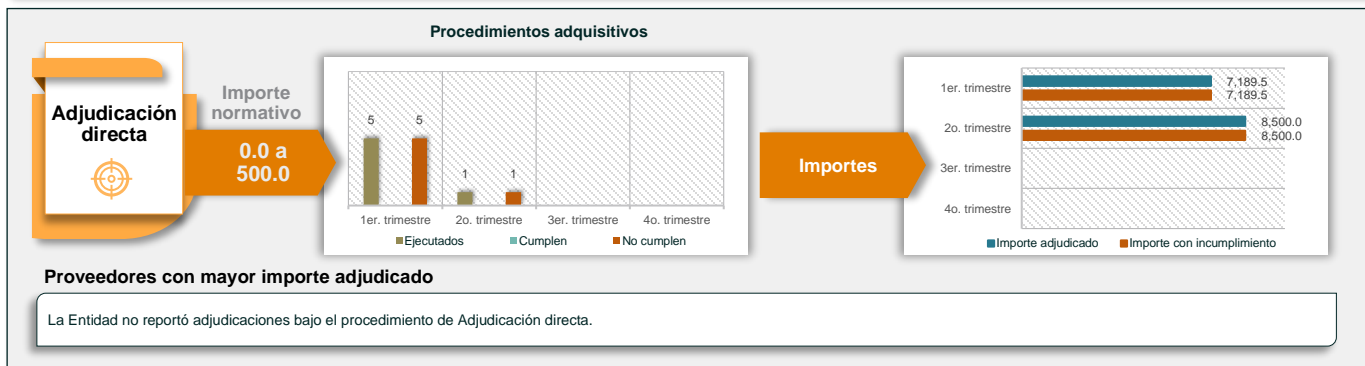 Procedimientos adquisitivos
Adjudicación
directa
Importe
normativo
0.0 a
500.0
5
5
1
1
1er. trimestre
2o. trimestre
3er. trimestre
4o. trimestre
Ejecutados
Cumplen
No cumplen
Importes
1er. trimestre
7,189.5
7,189.5
2o. trimestre
8,500.0
8,500.0
3er. trimestre
4o. trimestre
Importe adjudicado
Importe con incumplimiento
Proveedores con mayor importe adjudicado
La Entidad no reportó adjudicaciones bajo el procedimiento de Adjudicación directa.